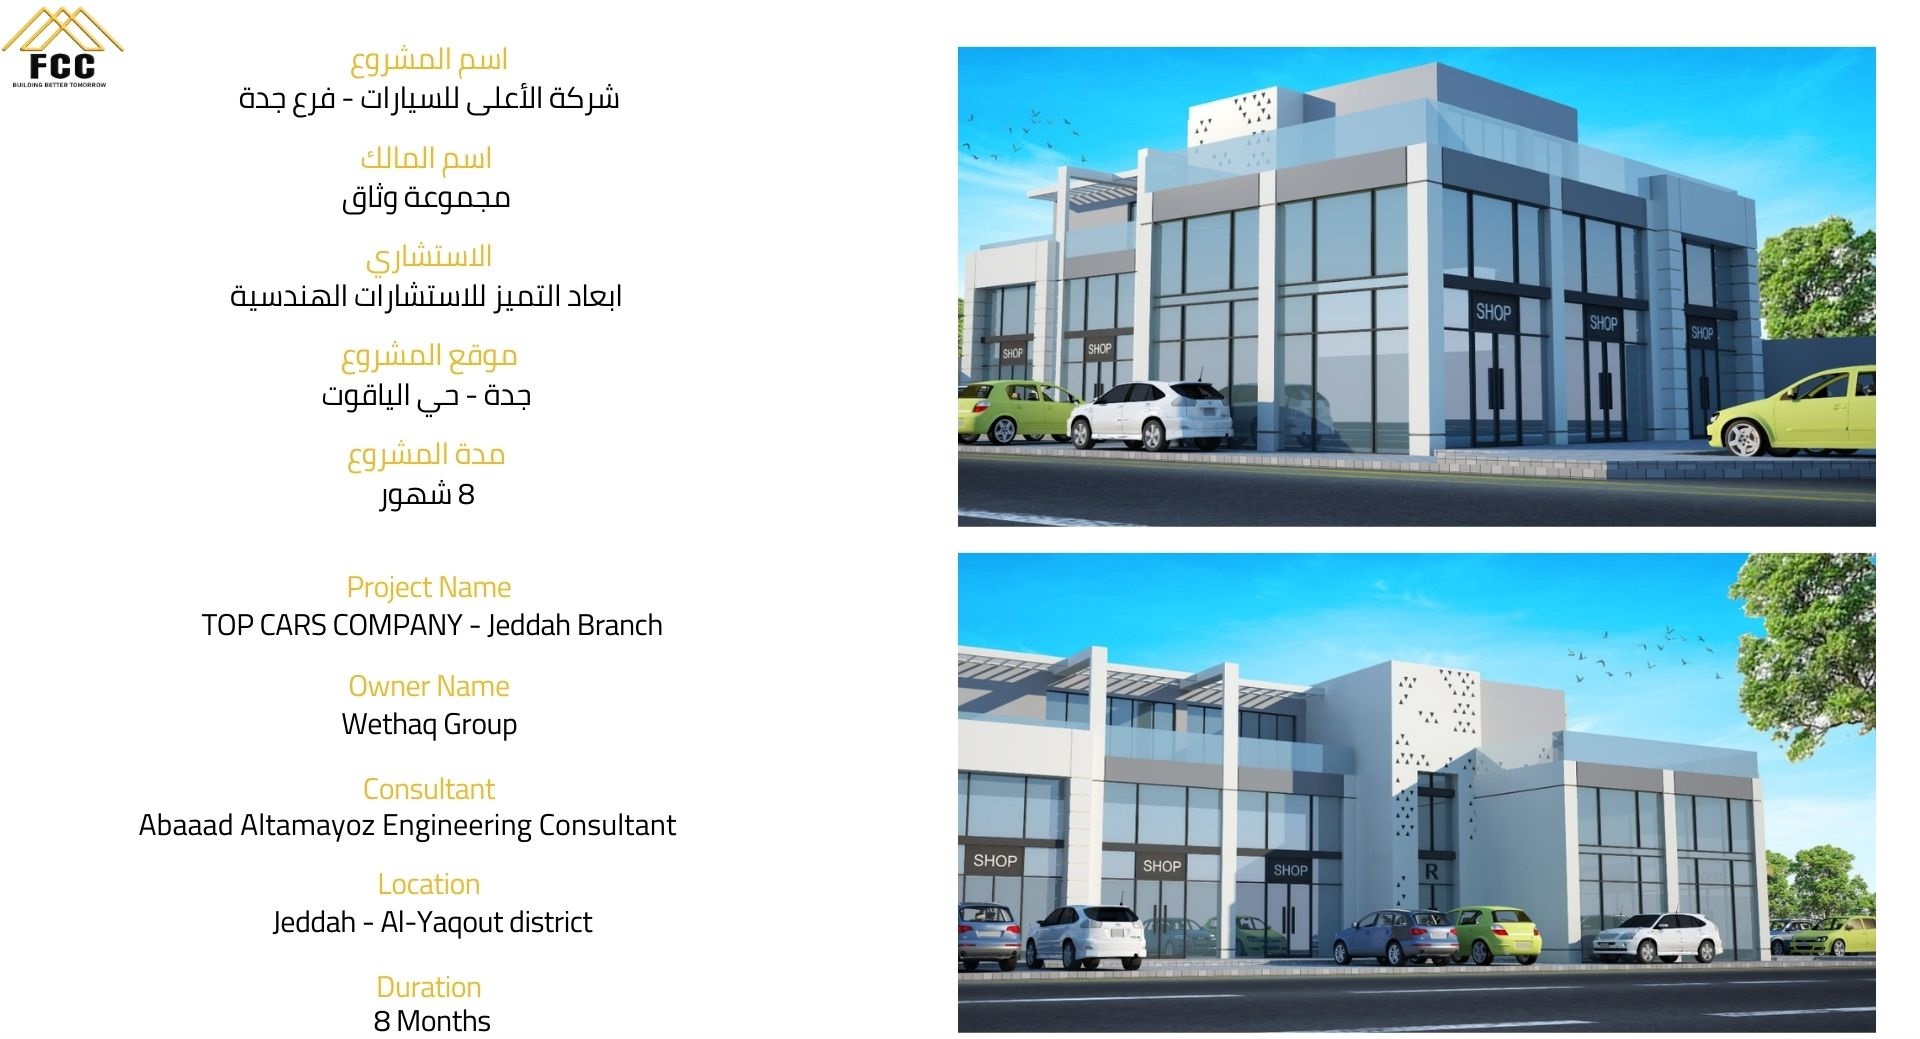 FCC
BUILDING BETTER TOMORROW
اسم المشروع
شركة الأعلى للسيارات - فرع جدة
اسم المالك
مجموعة وثاق
الاستشاري
ابعاد التميز للاستشارات الهندسية
موقع المشروع
جدة - حي الياقوت
مدة المشروع
8 شهور
Project Name
TOP CARS COMPANY - Jeddah Branch
Owner Name
Wethaq Group
Consultant
Abaaad Altamayoz Engineering Consultant
Location
Jeddah - Al-Yaqout district
Duration
8 Months
SHOP
SHOP
SHOP
SHOP
SHOP
SHOP
SHOP
SHOP
R